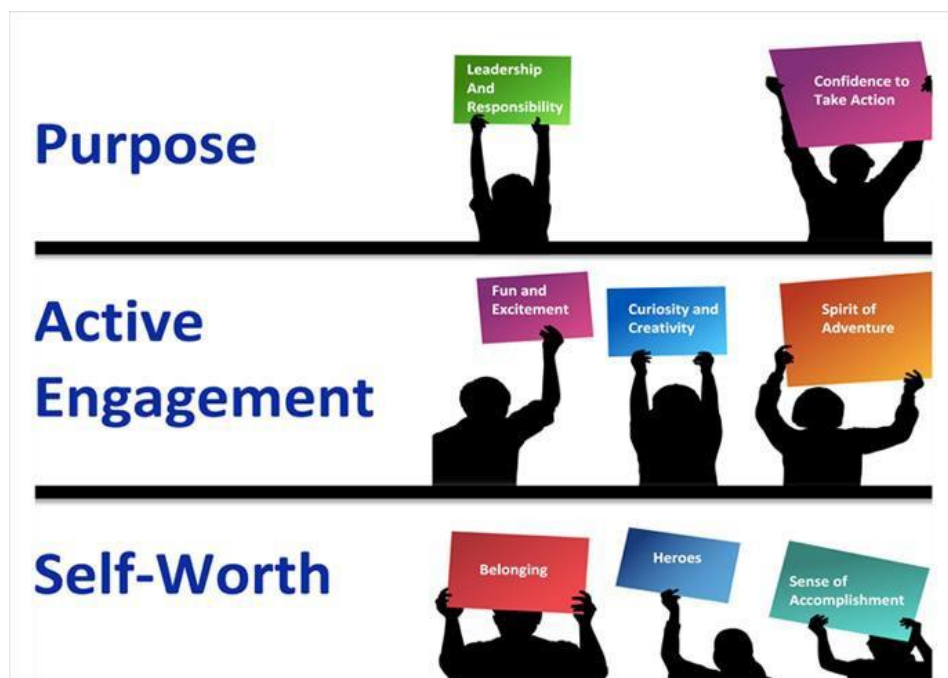 Purpose
Leadership
And
Responsibility
Confidence to
Take Action
Active
Engagement
Fun and
Excitement
Curiosity and
Creativity
Spirit of
Adventure
Self-Worth
Belonging
Heroes
Sense of
Accomplishment